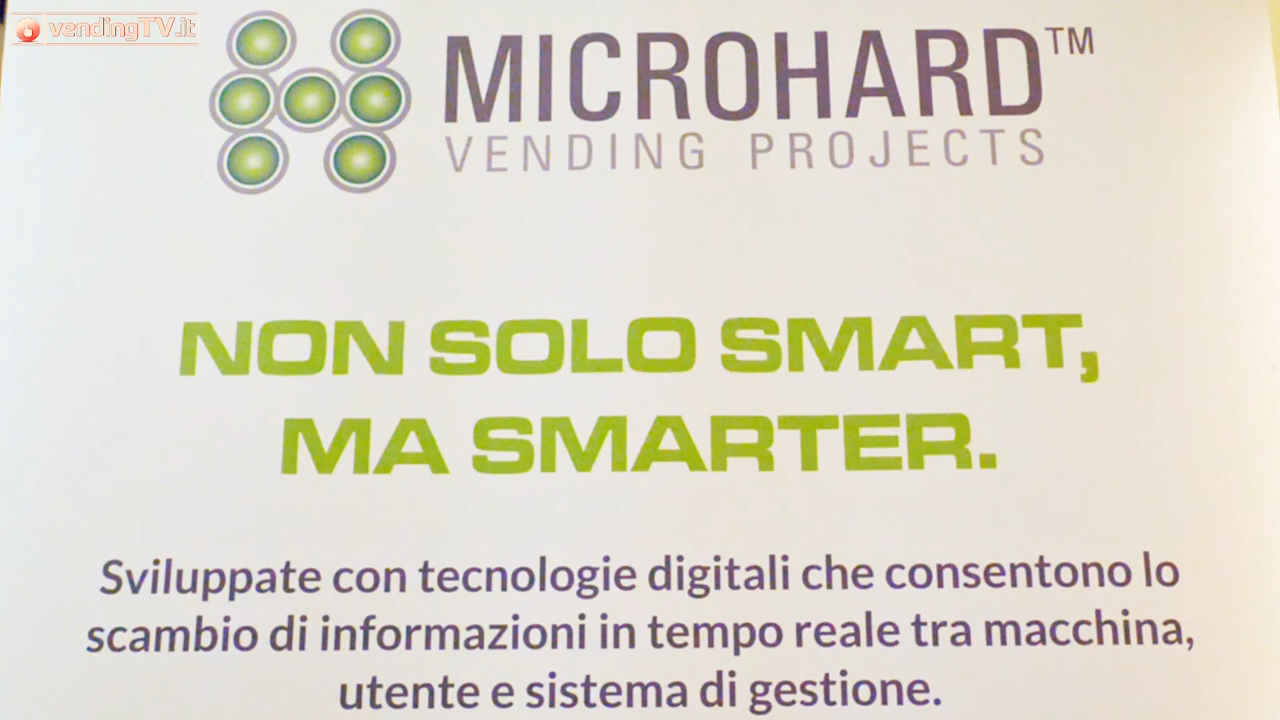 vendingTV.it
MICROHARD™
VENDING PROJECTS
NON SOLO SMART,
MA SMARTER.
Sviluppate con tecnologie digitali che consentono lo
scambio di informazioni in tempo reale tra macchina,
utente e sistema di gestione.